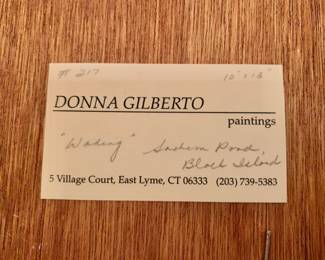 # 217 12" x 13"
DONNA GILBERTO
paintings
"Wading" Sachem Pond,
Block Island
5 Village Court, East Lyme, CT 06333 (203) 739-5383